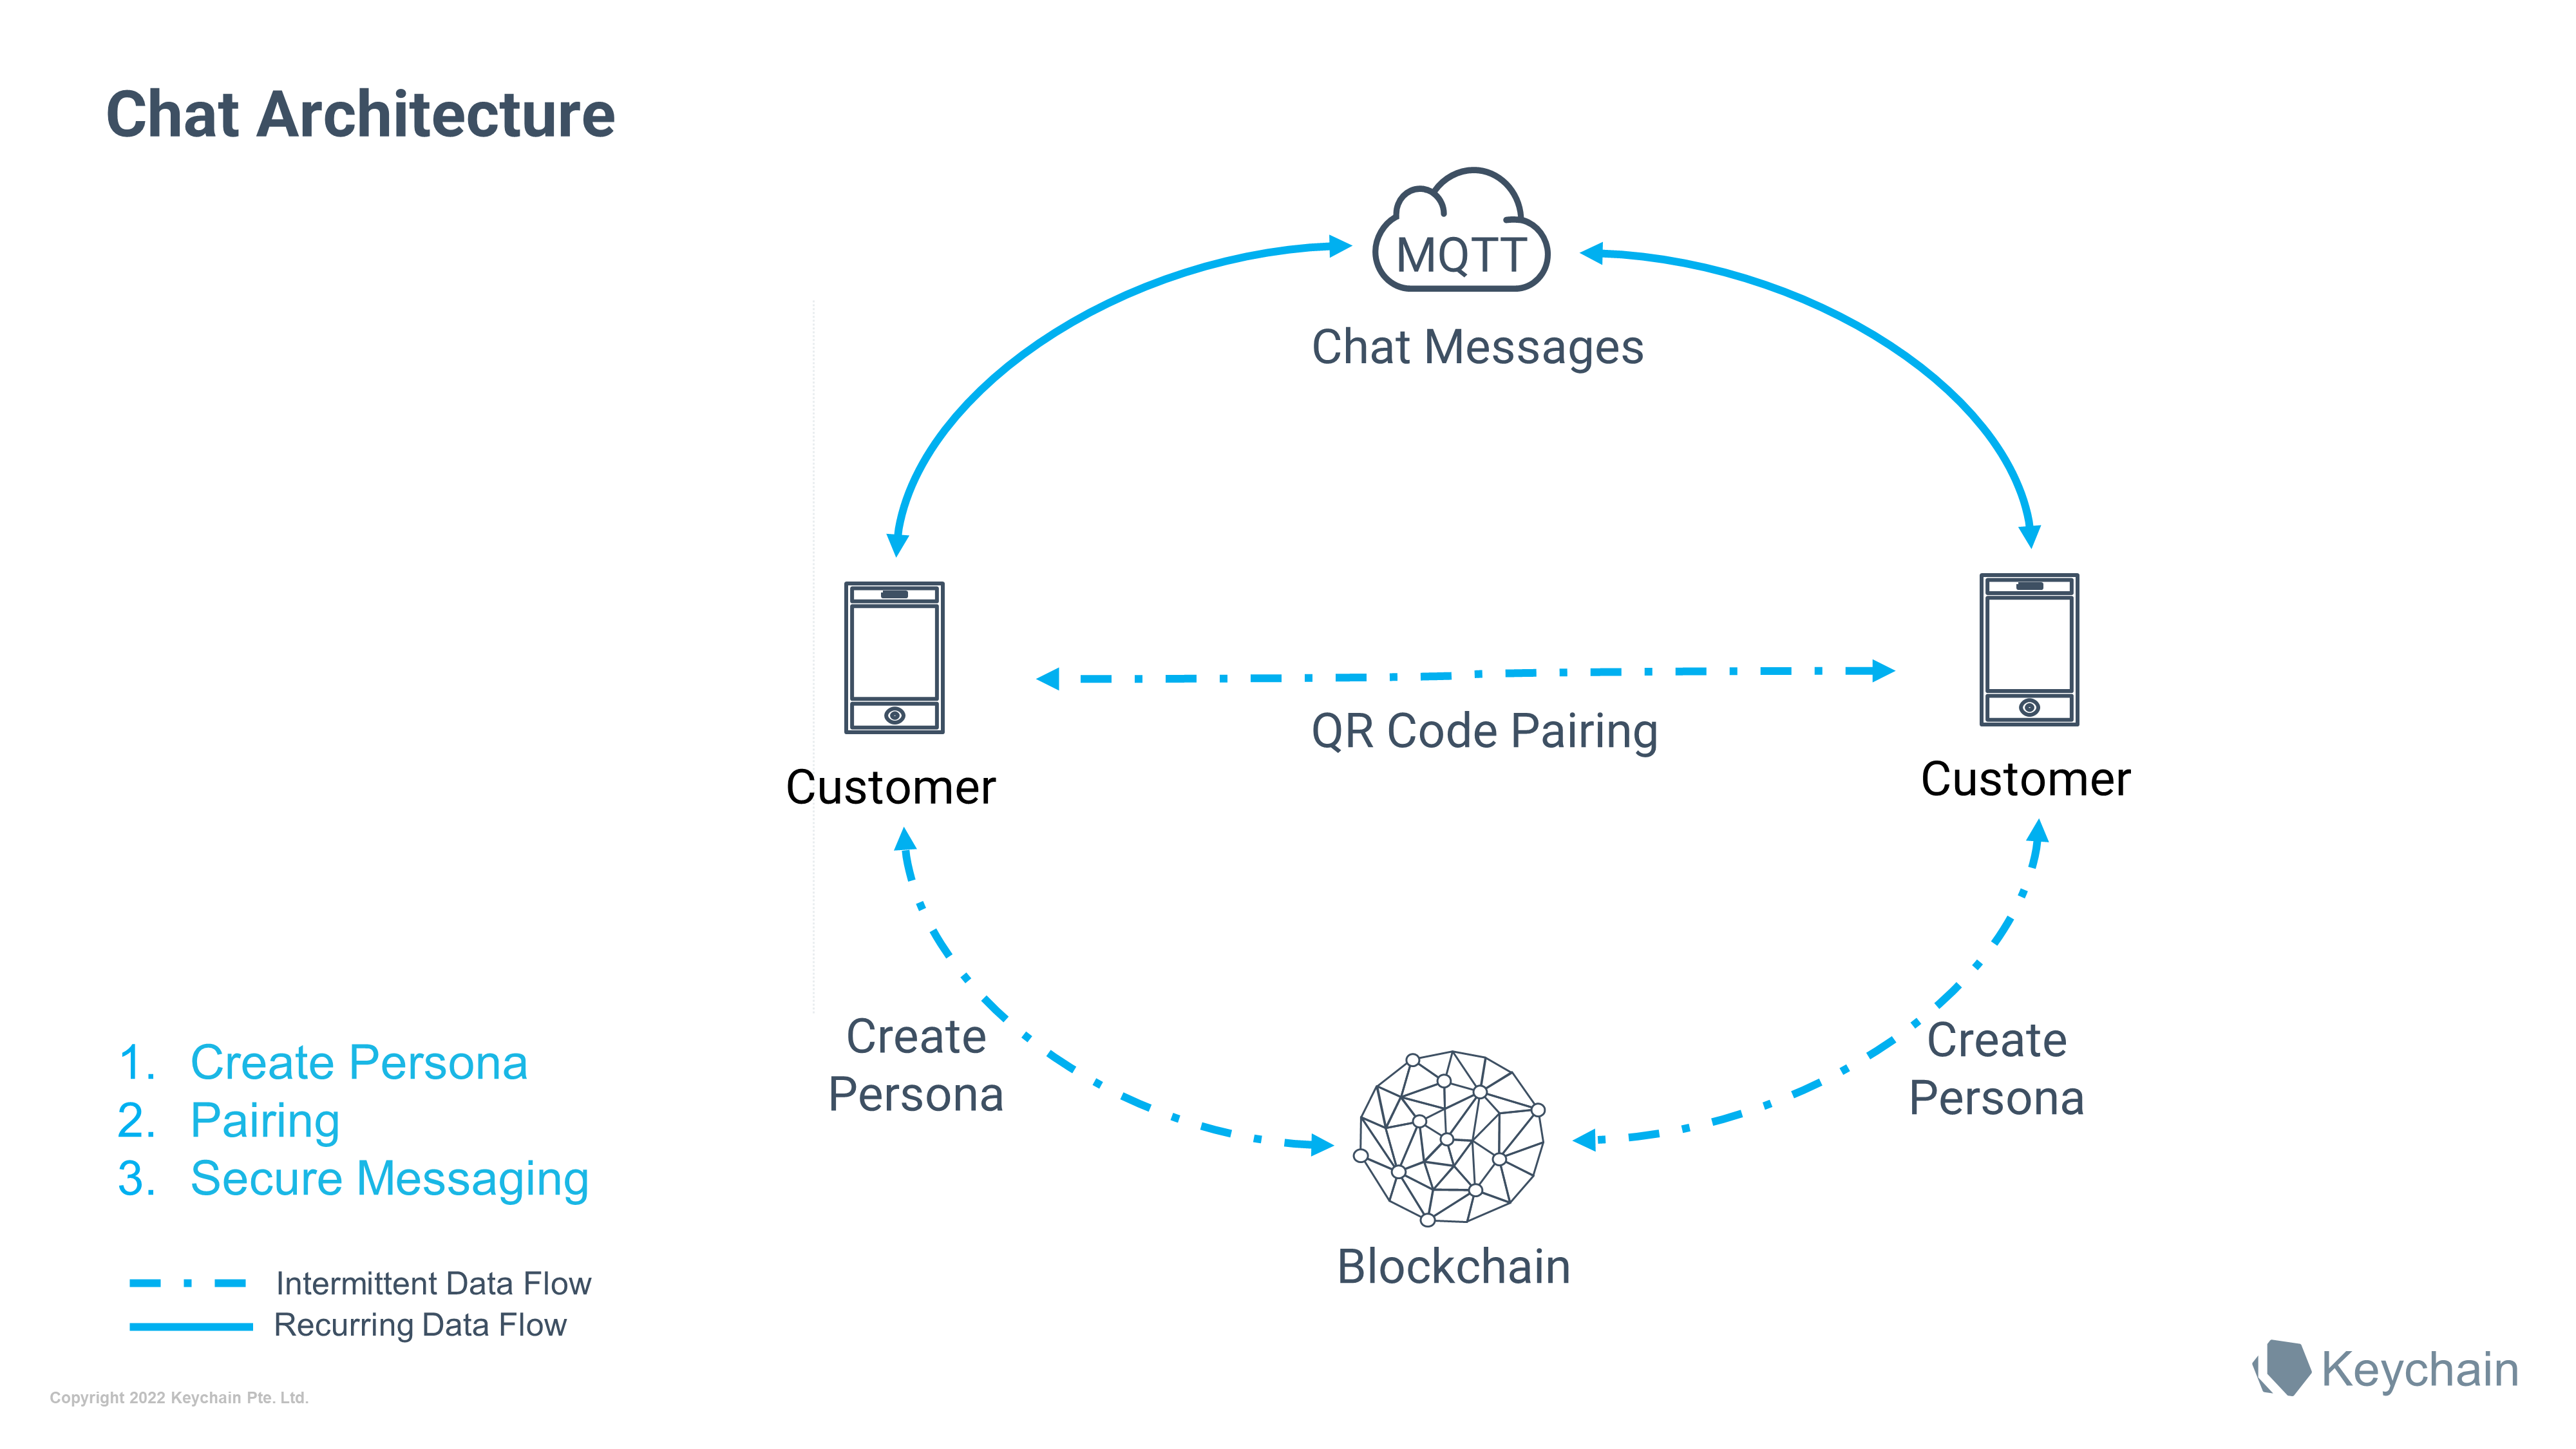 Chat Architecture
MQTT
Chat Messages
QR Code Pairing
Customer
Customer
Create
Persona
Create
Persona
Blockchain
1. Create Persona
2. Pairing
3. Secure Messaging
Intermittent Data Flow
Recurring Data Flow
Copyright 2022 Keychain Pte. Ltd.
Keychain